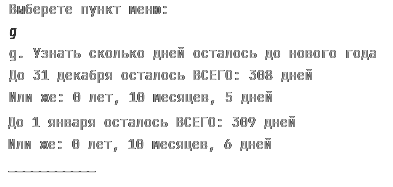 Выберете пункт меню:
g
g. Узнать сколько дней осталось до нового года
До 31 декабря осталось ВСЕГО: 308 дней
Или же: 0 лет, 10 месяцев, 5 дней
До 1 января осталось ВСЕГО: 309 дней
Или же: 0 лет, 10 месяцев, 6 дней